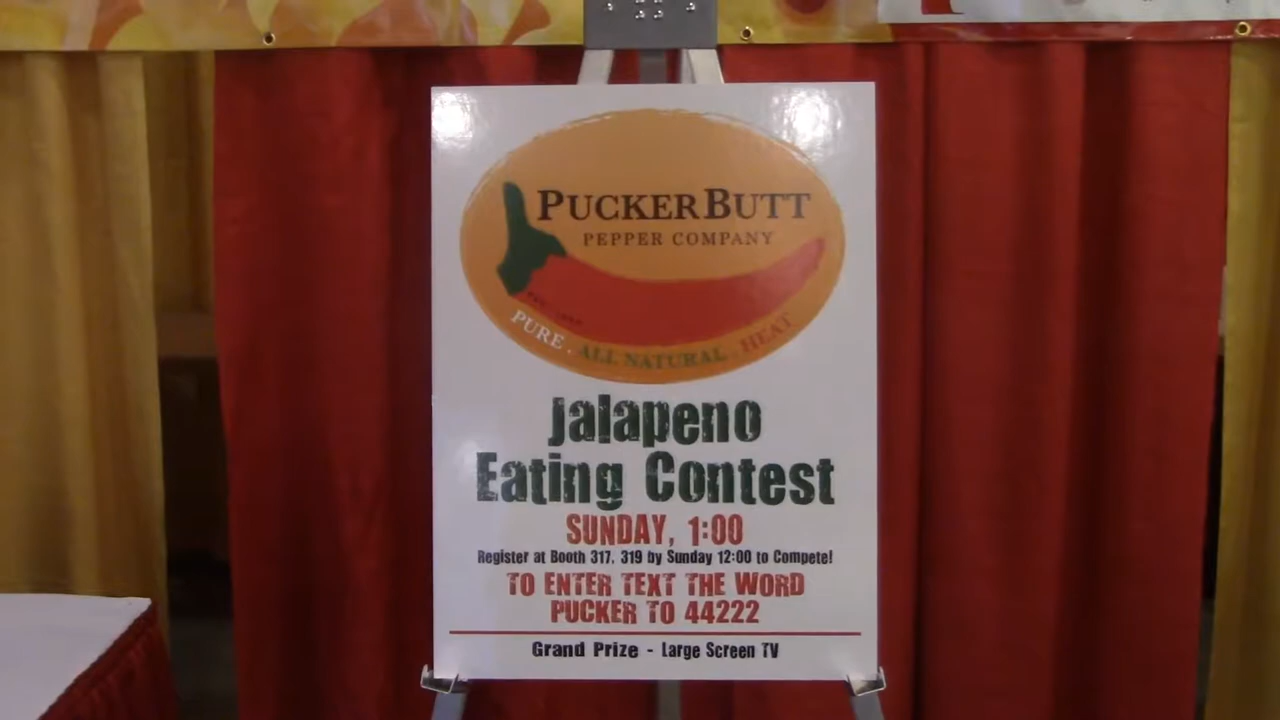 PUCKERBUTT
PEPPER COMPANY
PURE . ALL NATURAL . HEAT
Jalapeno
Eating Contest
SUNDAY, 1:00
Register at Booth 317, 319 by Sunday 12:00 to Compete!
TO ENTER TEXT THE WORD
PUCKER TO 44222
Grand Prize - Large Screen TV